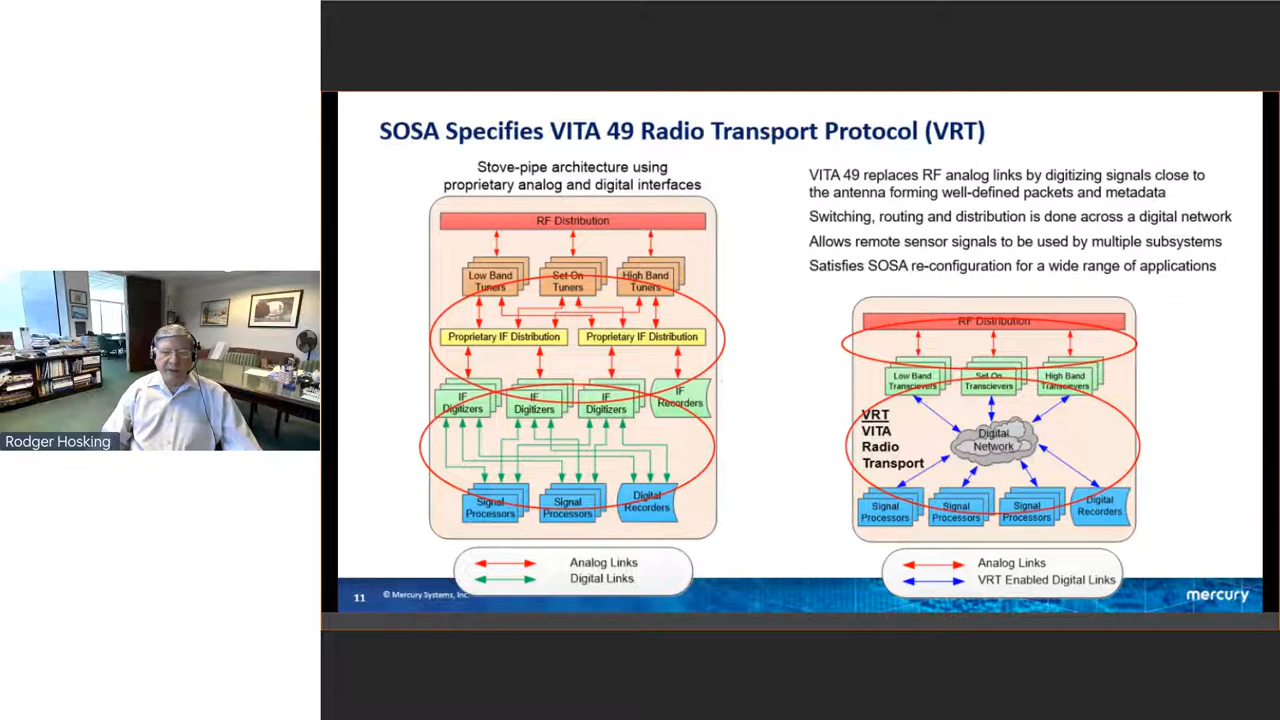 SOSA Specifies VITA 49 Radio Transport Protocol (VRT)
Stove-pipe architecture using
proprietary analog and digital interfaces
RF Distribution
Low Band
Tuners
Set On
Tuners
High Band
Tuners
Proprietary IF Distribution
Proprietary IF Distribution
IF
Digitizers
IF
Digitizers
IF
Digitizers
IF
Recorders
Signal
Processors
Signal
Processors
Digital
Recorders
Analog Links
Digital Links
VITA 49 replaces RF analog links by digitizing signals close to
the antenna forming well-defined packets and metadata
Switching, routing and distribution is done across a digital network
Allows remote sensor signals to be used by multiple subsystems
Satisfies SOSA re-configuration for a wide range of applications
RF Distribution
Low Band
Transcievers
Set On
Transcievers
High Band
Transcievers
VRT
VITA
Radio
Transport
Digital
Network
Signal
Processors
Signal
Processors
Signal
Processors
Digital
Recorders
Analog Links
VRT Enabled Digital Links
11
© Mercury Systems, Inc.
mercury
Rodger Hosking